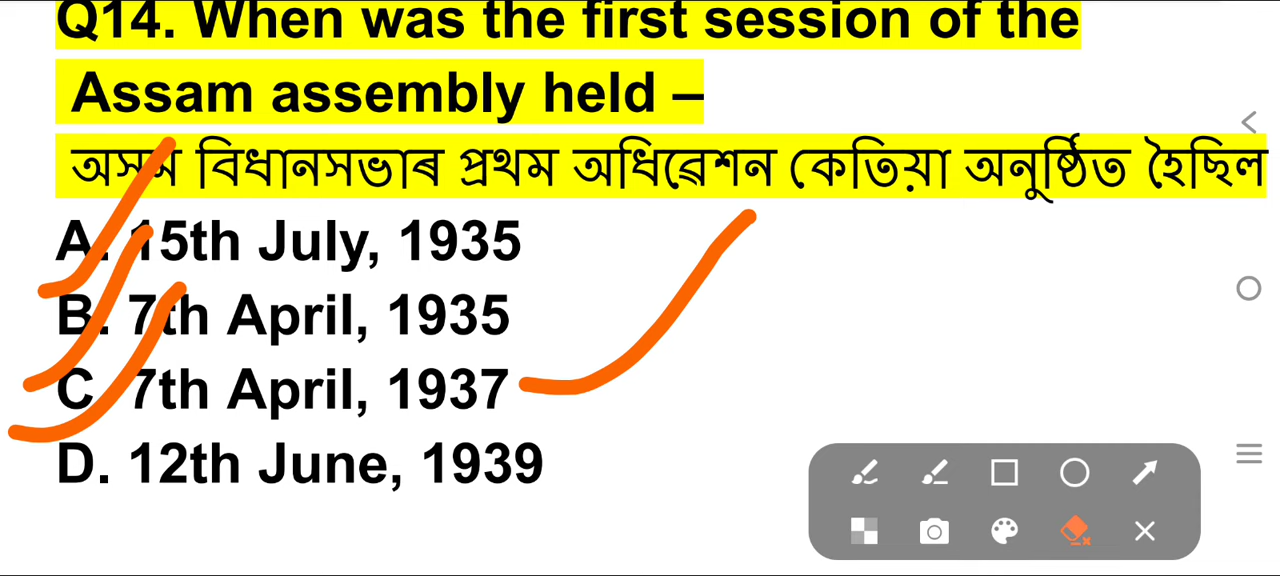 Q14. When was the first session of the
Assam assembly held –
অসম বিধানসভাৰ প্ৰথম অধিৱেশন কেতিয়া অনুষ্ঠিত হৈছিল
A. 15th July, 1935
B. 7th April, 1935
C 7th April, 1937
D. 12th June, 1939